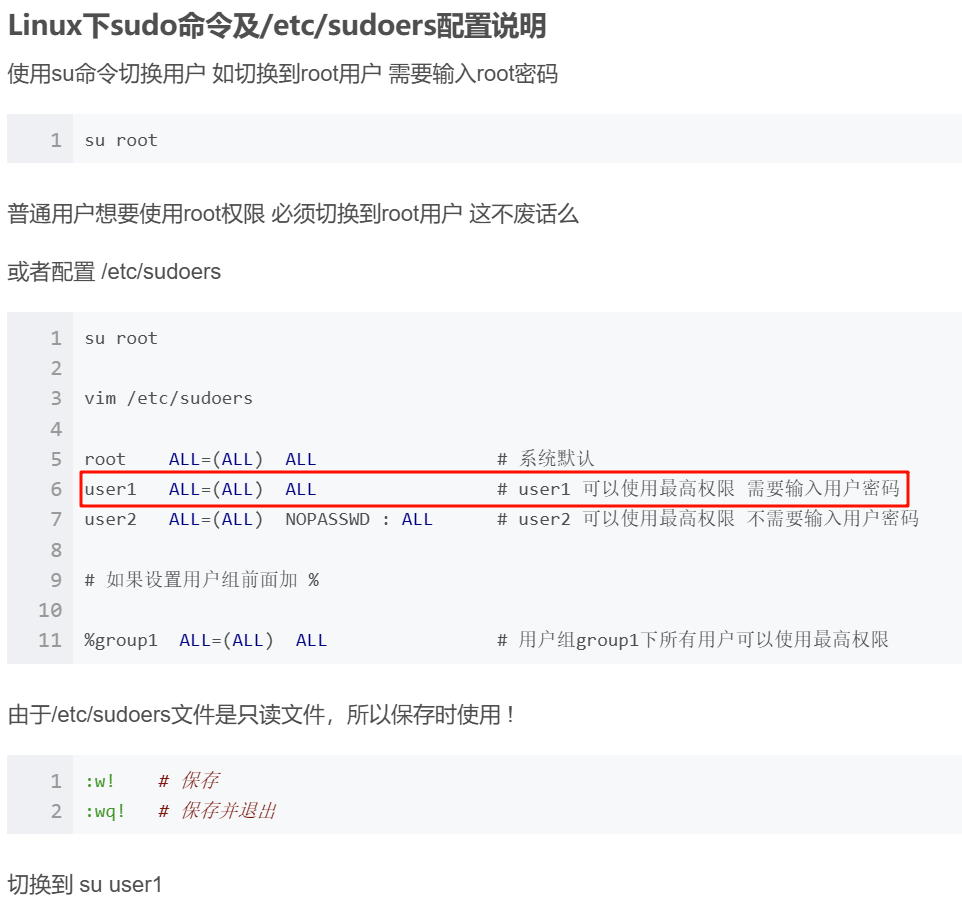 Linux下sudo命令及/etc/sudoers配置说明
使用su命令切换用户 如切换到root用户 需要输入root密码
1 su root
普通用户想要使用root权限 必须切换到root用户 这不废话么
或者配置 /etc/sudoers
1 su root
2
3 vim /etc/sudoers
4
5 root ALL=(ALL) ALL # 系统默认
6 user1 ALL=(ALL) ALL # user1 可以使用最高权限 需要输入用户密码
7 user2 ALL=(ALL) NOPASSWD : ALL # user2 可以使用最高权限 不需要输入用户密码
8
9 # 如果设置用户组前面加 %
10
11 %group1 ALL=(ALL) ALL # 用户组group1下所有用户可以使用最高权限
由于/etc/sudoers文件是只读文件，所以保存时使用 !
1 :w! # 保存
2 :wq! # 保存并退出
切换到 su user1